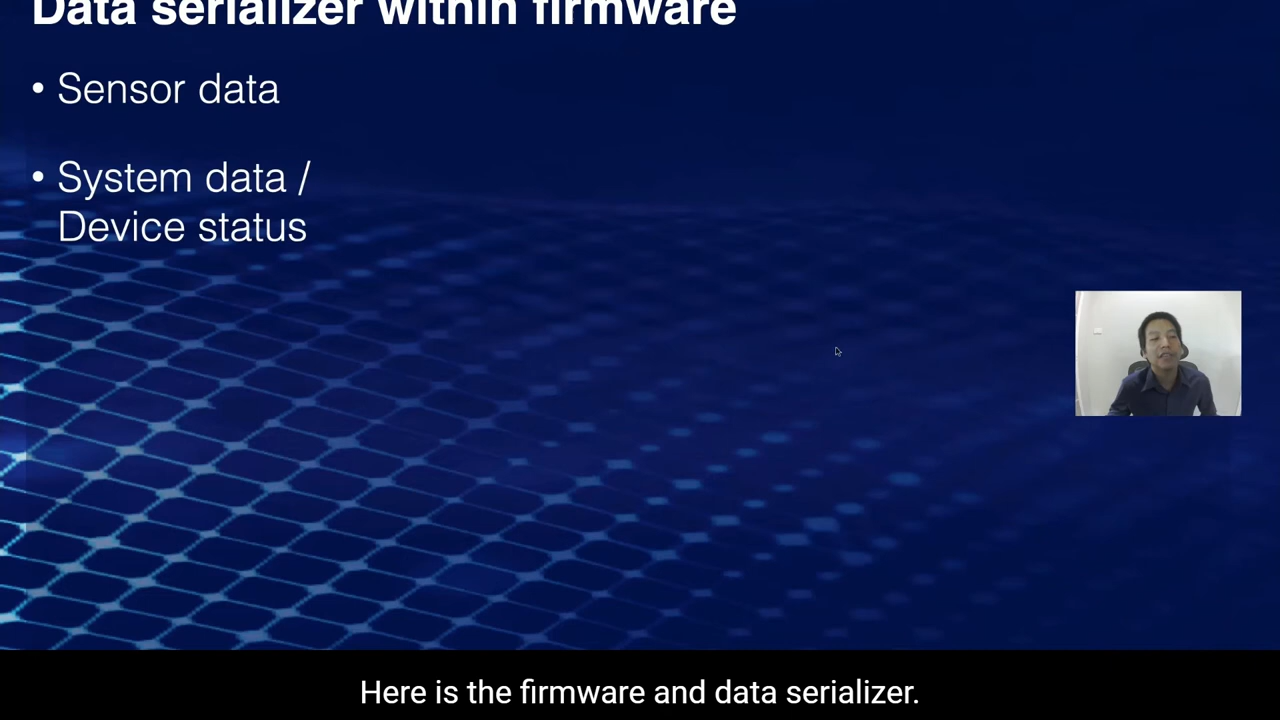 Data serializer within firmware
• Sensor data
• System data /
Device status
Here is the firmware and data serializer.